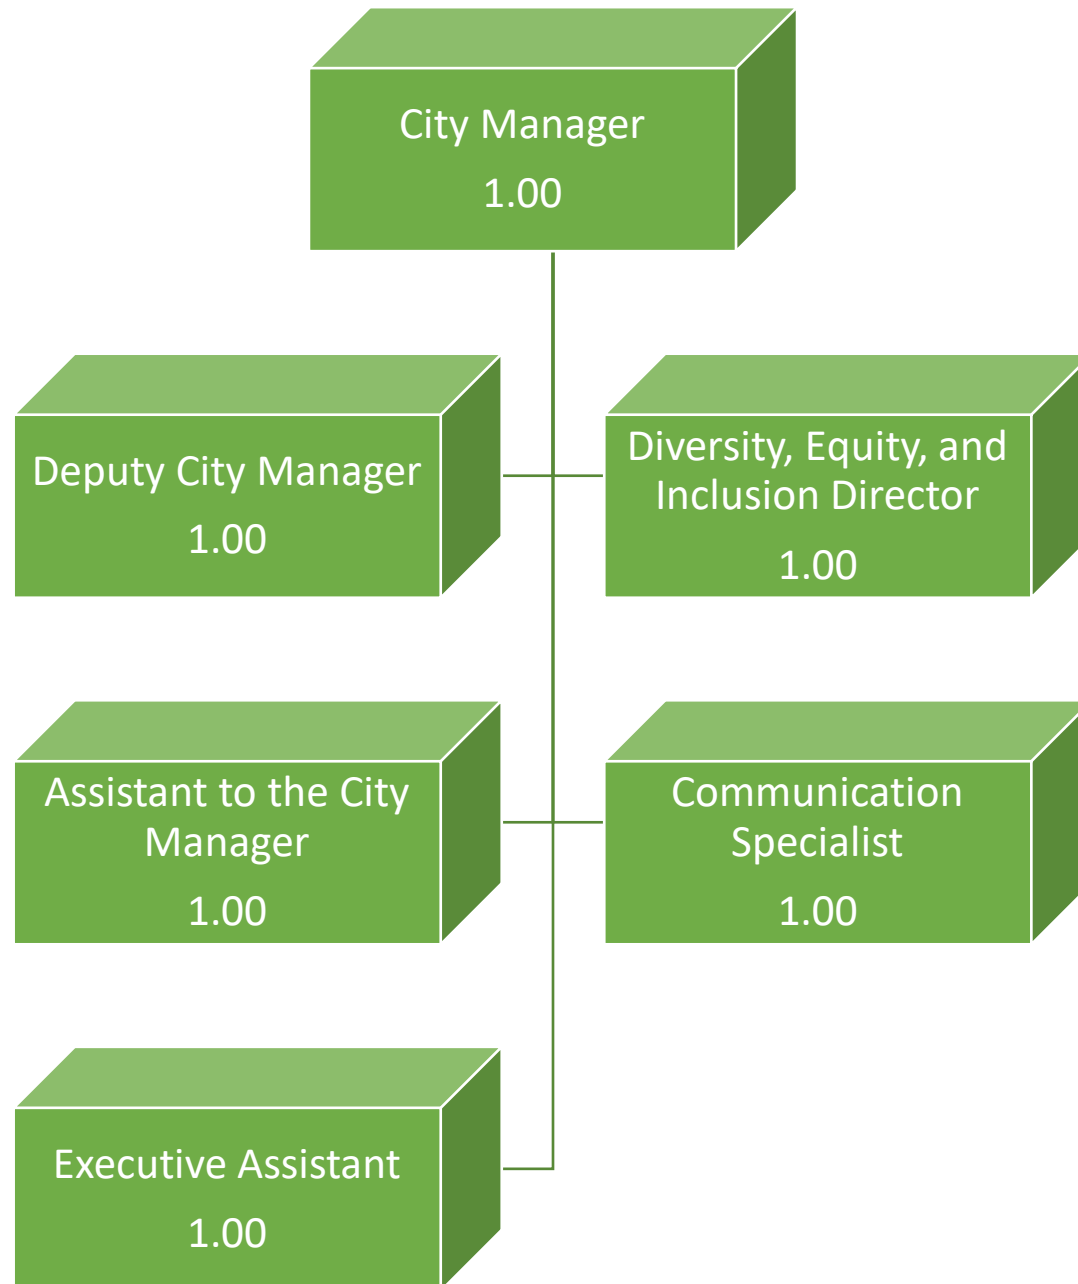 City Manager
1.00
Deputy City Manager
1.00
Diversity, Equity, and
Inclusion Director
1.00
Assistant to the City
Manager
1.00
Communication
Specialist
1.00
Executive Assistant
1.00